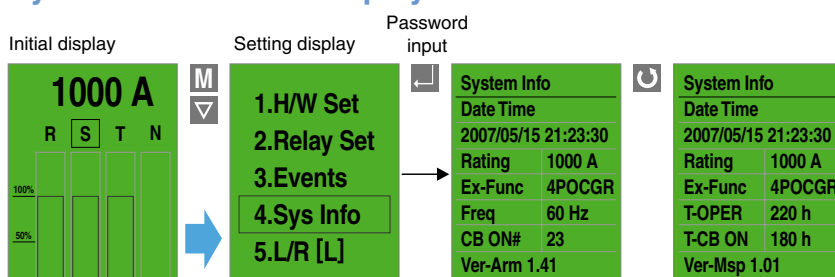 Initial display
Setting display
Password
input
1000 A
R S T N
100%
50%
M
1.H/W Set
2.Relay Set
3.Events
4.Sys Info
5.L/R [L]
System Info
Date Time
2007/05/15 21:23:30
Rating 1000 A
Ex-Func 4POCGR
Freq 60 Hz
CB ON# 23
Ver-Arm 1.41
System Info
Date Time
2007/05/15 21:23:30
Rating 1000 A
Ex-Func 4POCGR
T-OPER 220 h
T-CB ON 180 h
Ver-Msp 1.01